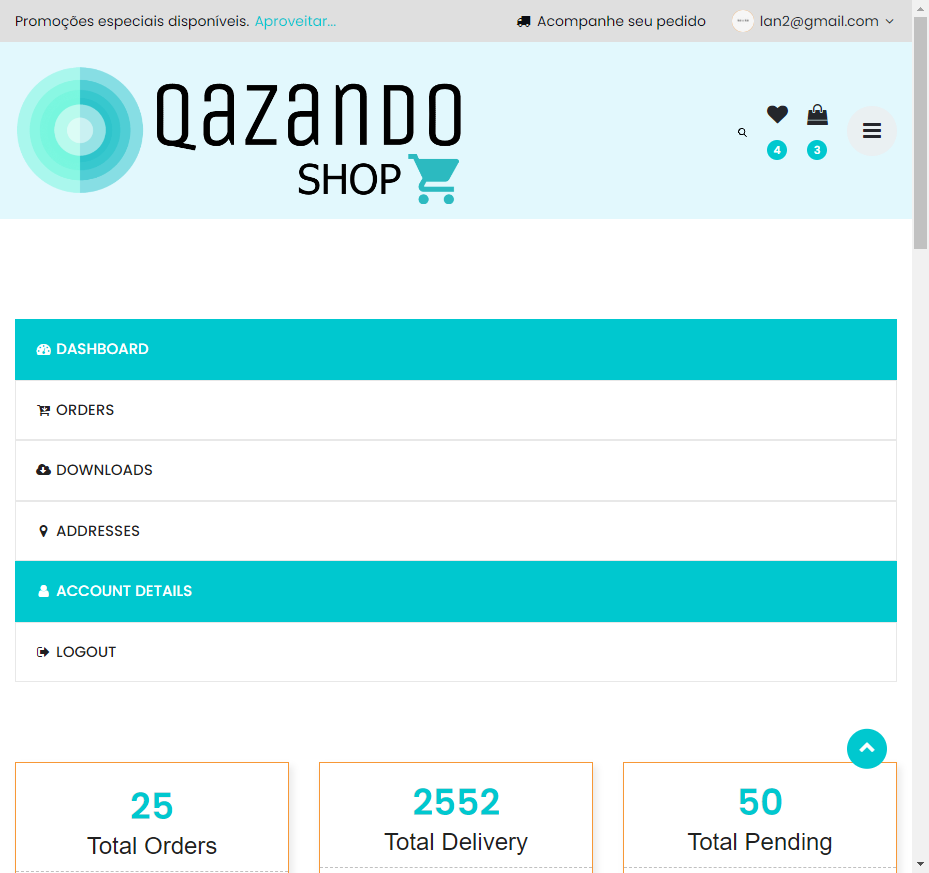 Promoções especiais disponíveis. Aproveitar...
Acompanhe seu pedido
lan2@gmail.com
QAZANDO
SHOP
4
3
DASHBOARD
ORDERS
DOWNLOADS
ADDRESSES
ACCOUNT DETAILS
LOGOUT
25
Total Orders
2552
Total Delivery
50
Total Pending